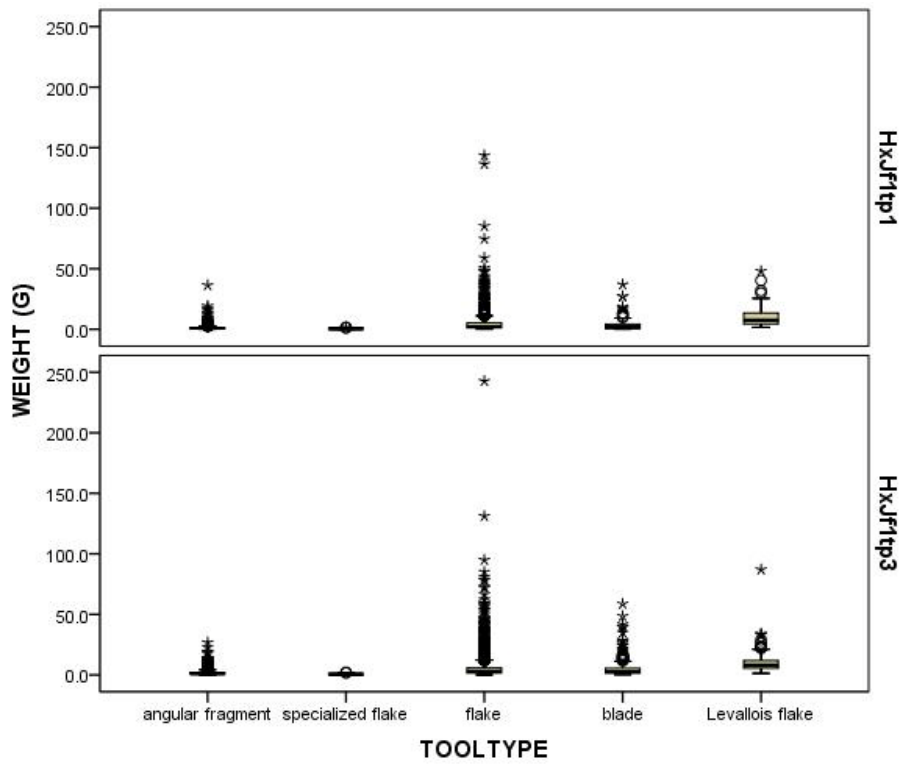 250.0
200.0
150.0
100.0
50.0
0.0
HxJf1tp1
WEIGHT (G)
250.0
200.0
150.0
100.0
50.0
0.0
HxJf1tp3
angular fragment specialized flake flake blade Levallois flake
TOOLTYPE